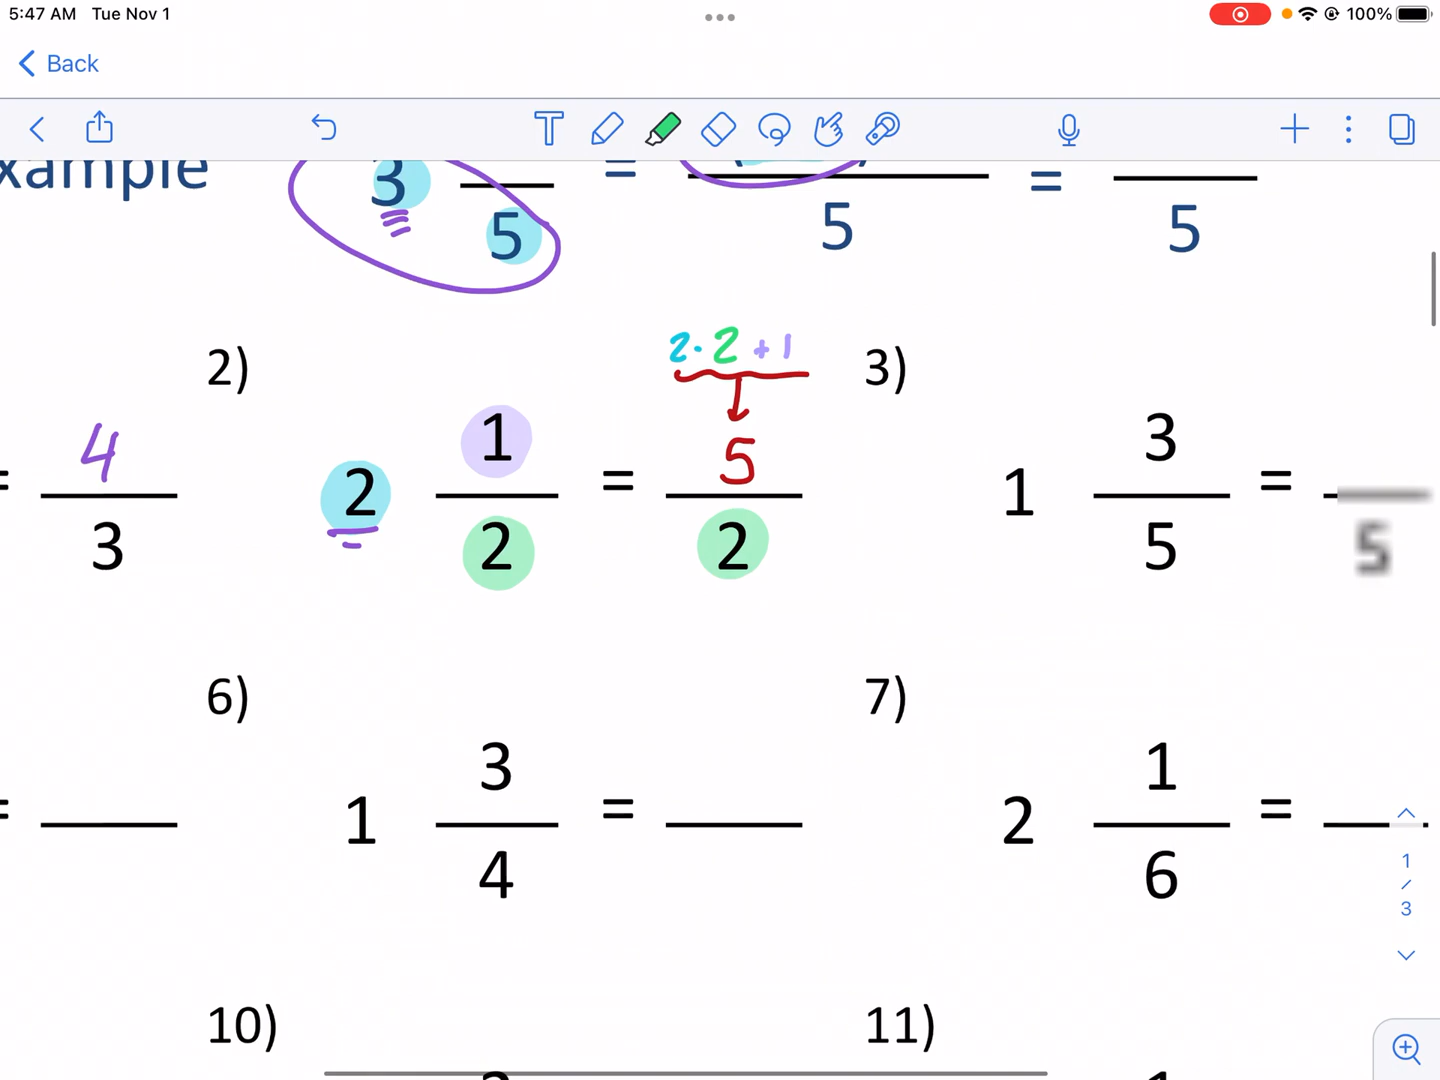 5:47 AM Tue Nov 1
100%
Back
T
xample 3 5 = 5 = 5
2) 2 1 2 = 2·2+1 5 2
3) 1 3 5 = 5
= 4 3
6) 1 3 4 =
7) 2 1 6 =
=
1 / 3
10)
11)